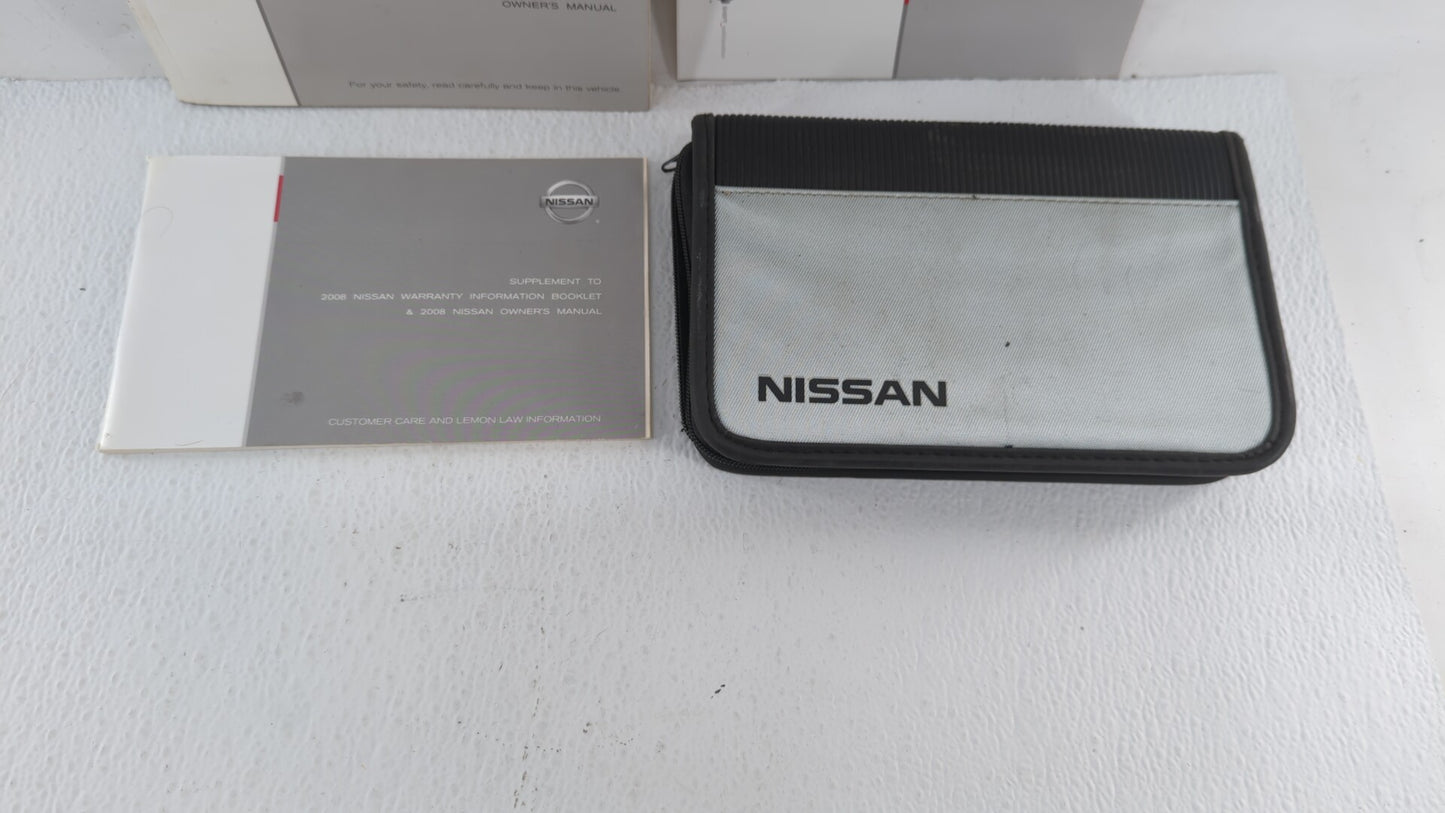 OWNER'S MANUAL
For your safety, read carefully and keep in this vehicle.
NISSAN
SUPPLEMENT TO
2008 NISSAN WARRANTY INFORMATION BOOKLET
& 2008 NISSAN OWNER'S MANUAL
CUSTOMER CARE AND LEMON LAW INFORMATION
NISSAN